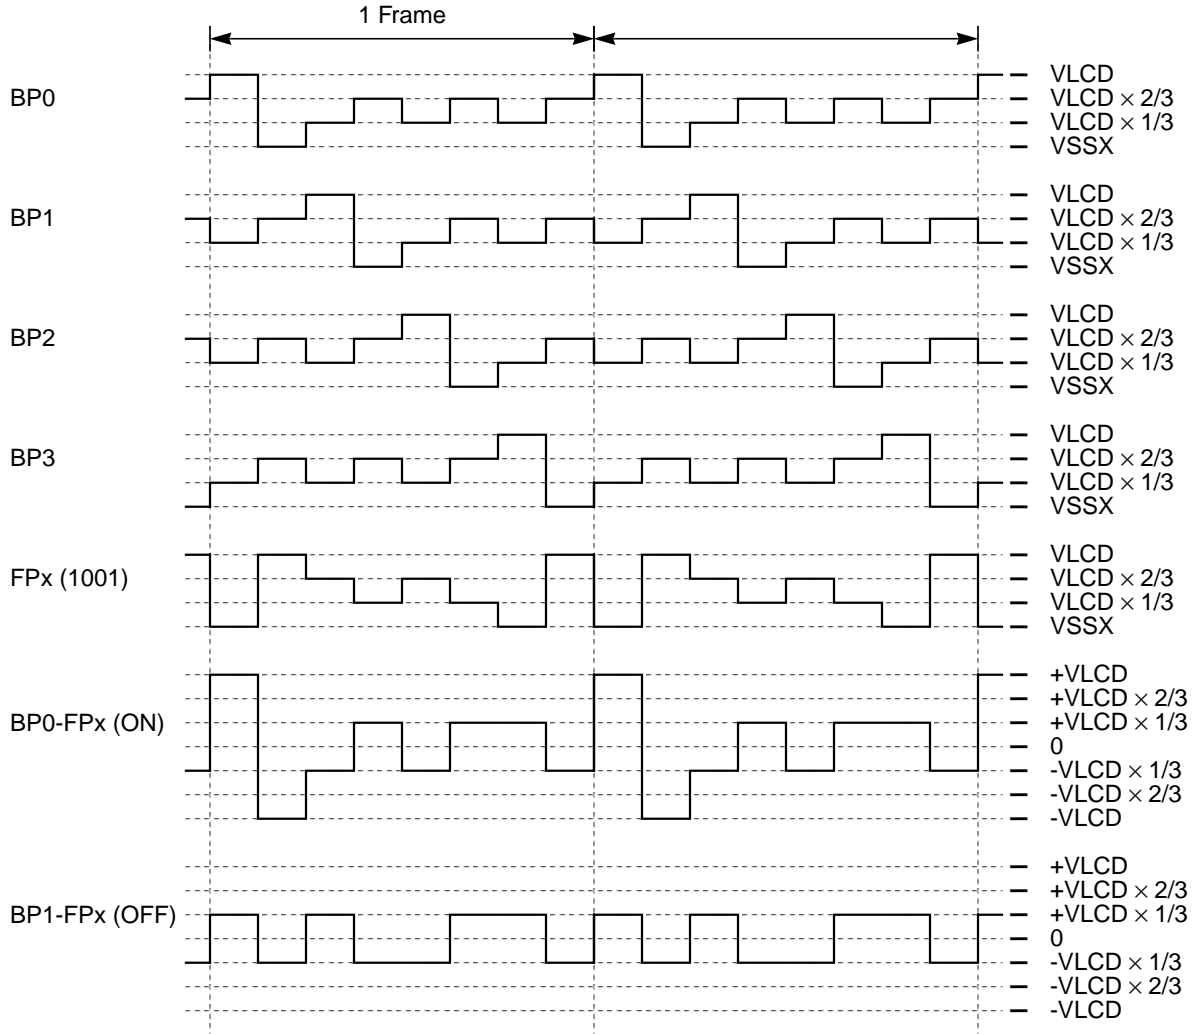 1 Frame
BP0
VLCD
VLCD × 2/3
VLCD × 1/3
VSSX
BP1
VLCD
VLCD × 2/3
VLCD × 1/3
VSSX
BP2
VLCD
VLCD × 2/3
VLCD × 1/3
VSSX
BP3
VLCD
VLCD × 2/3
VLCD × 1/3
VSSX
FPx (1001)
VLCD
VLCD × 2/3
VLCD × 1/3
VSSX
BP0-FPx (ON)
+VLCD
+VLCD × 2/3
+VLCD × 1/3
0
-VLCD × 1/3
-VLCD × 2/3
-VLCD
BP1-FPx (OFF)
+VLCD
+VLCD × 2/3
+VLCD × 1/3
0
-VLCD × 1/3
-VLCD × 2/3
-VLCD